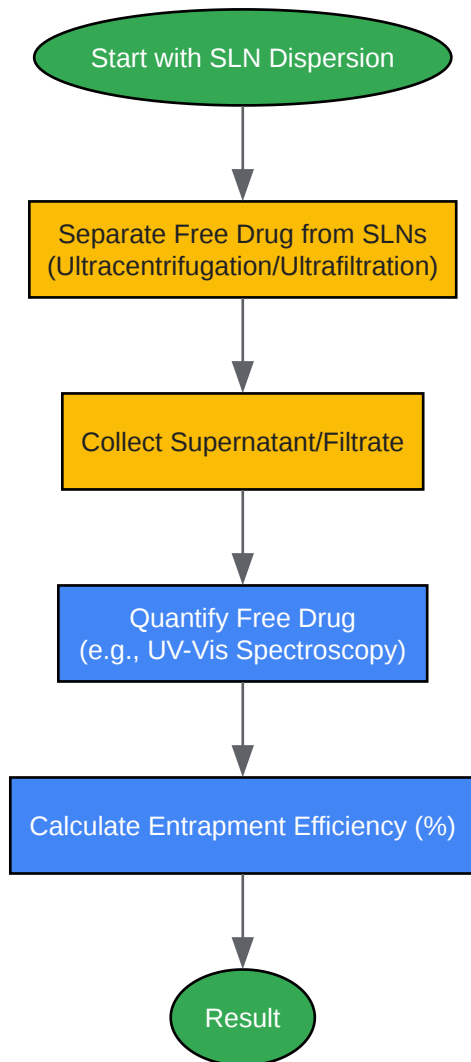 Start with SLN Dispersion
Separate Free Drug from SLNs
(Ultracentrifugation/Ultrafiltration)
Collect Supernatant/Filtrate
Quantify Free Drug
(e.g., UV-Vis Spectroscopy)
Calculate Entrapment Efficiency (%)
Result